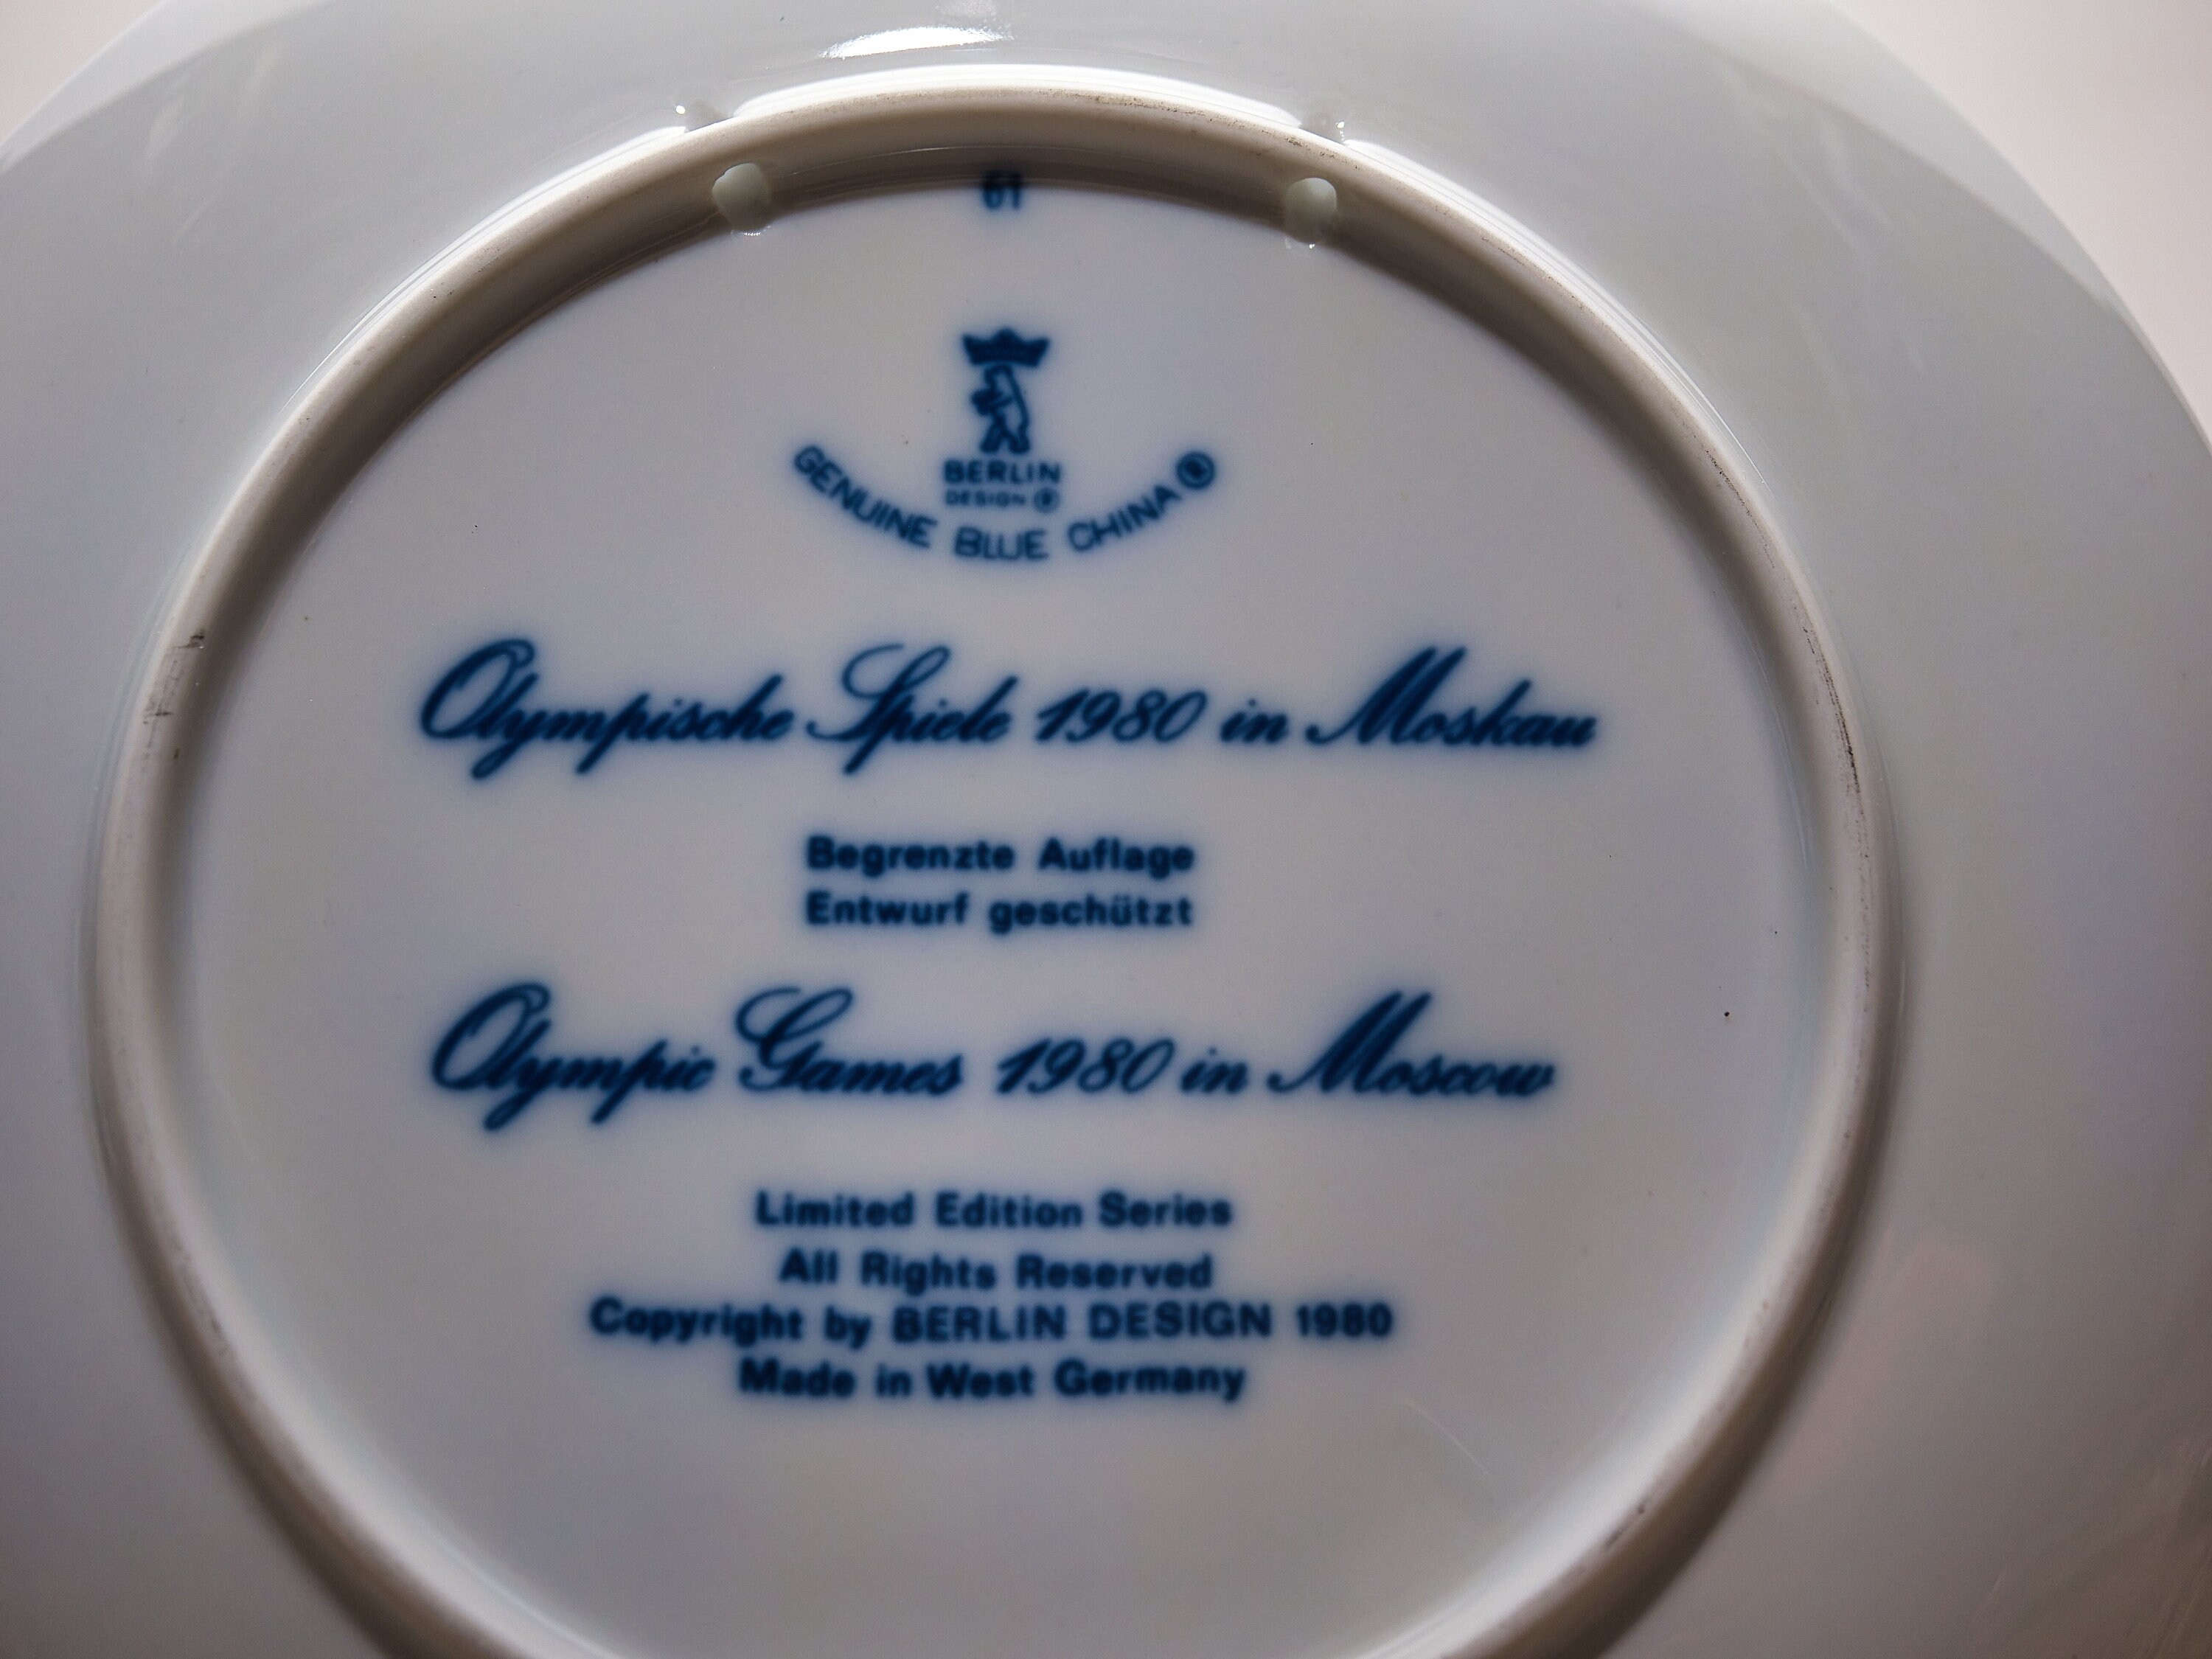 61
BERLIN
DESIGN ®
GENUINE BLUE CHINA ®
Olympische Spiele 1980 in Moskau
Begrenzte Auflage
Entwurf geschützt
Olympic Games 1980 in Moscow
Limited Edition Series
All Rights Reserved
Copyright by BERLIN DESIGN 1980
Made in West Germany